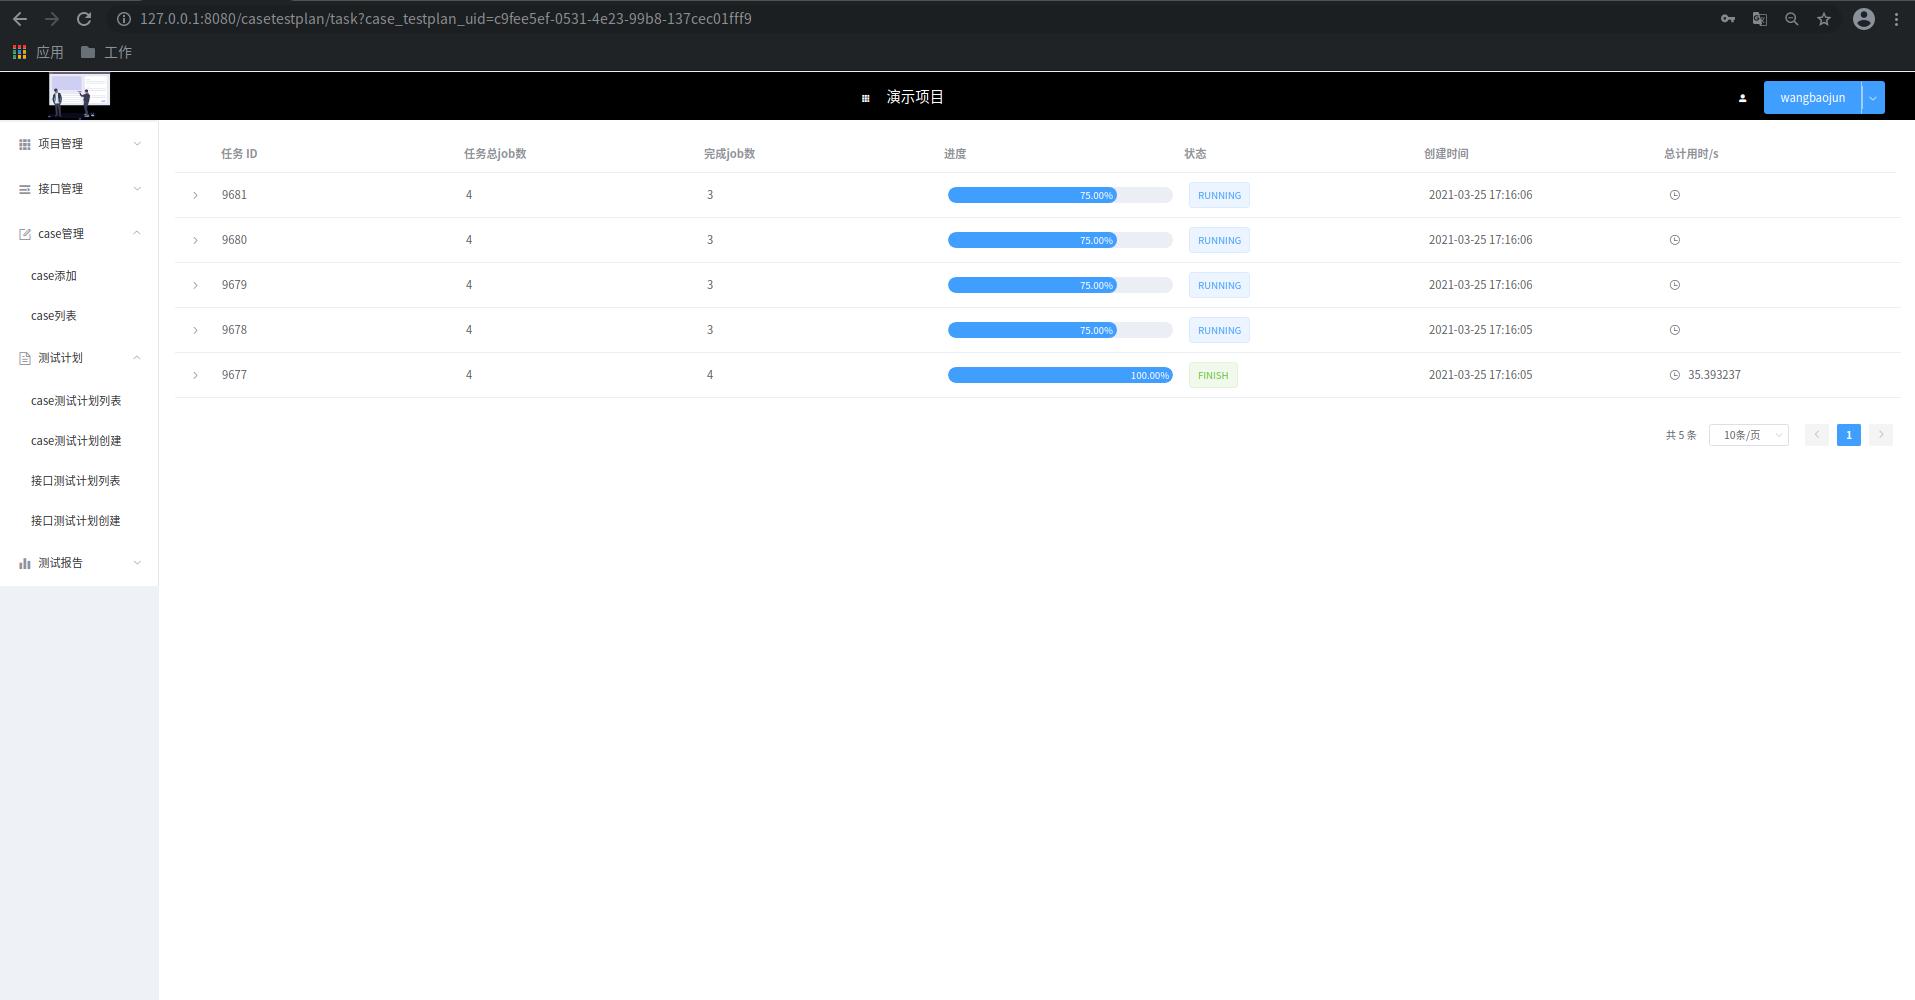 127.0.0.1:8080/casetestplan/task?case_testplan_uid=c9fee5ef-0531-4e23-99b8-137cec01fff9
应用 工作
演示项目 wangbaojun
项目管理
接口管理
case管理
case添加
case列表
测试计划
case测试计划列表
case测试计划创建
接口测试计划列表
接口测试计划创建
测试报告
任务 ID 任务总job数 完成job数 进度 状态 创建时间 总计用时/s
9681 4 3 75.00% RUNNING 2021-03-25 17:16:06
9680 4 3 75.00% RUNNING 2021-03-25 17:16:06
9679 4 3 75.00% RUNNING 2021-03-25 17:16:06
9678 4 3 75.00% RUNNING 2021-03-25 17:16:05
9677 4 4 100.00% FINISH 2021-03-25 17:16:05 35.393237
共 5 条 10条/页 1